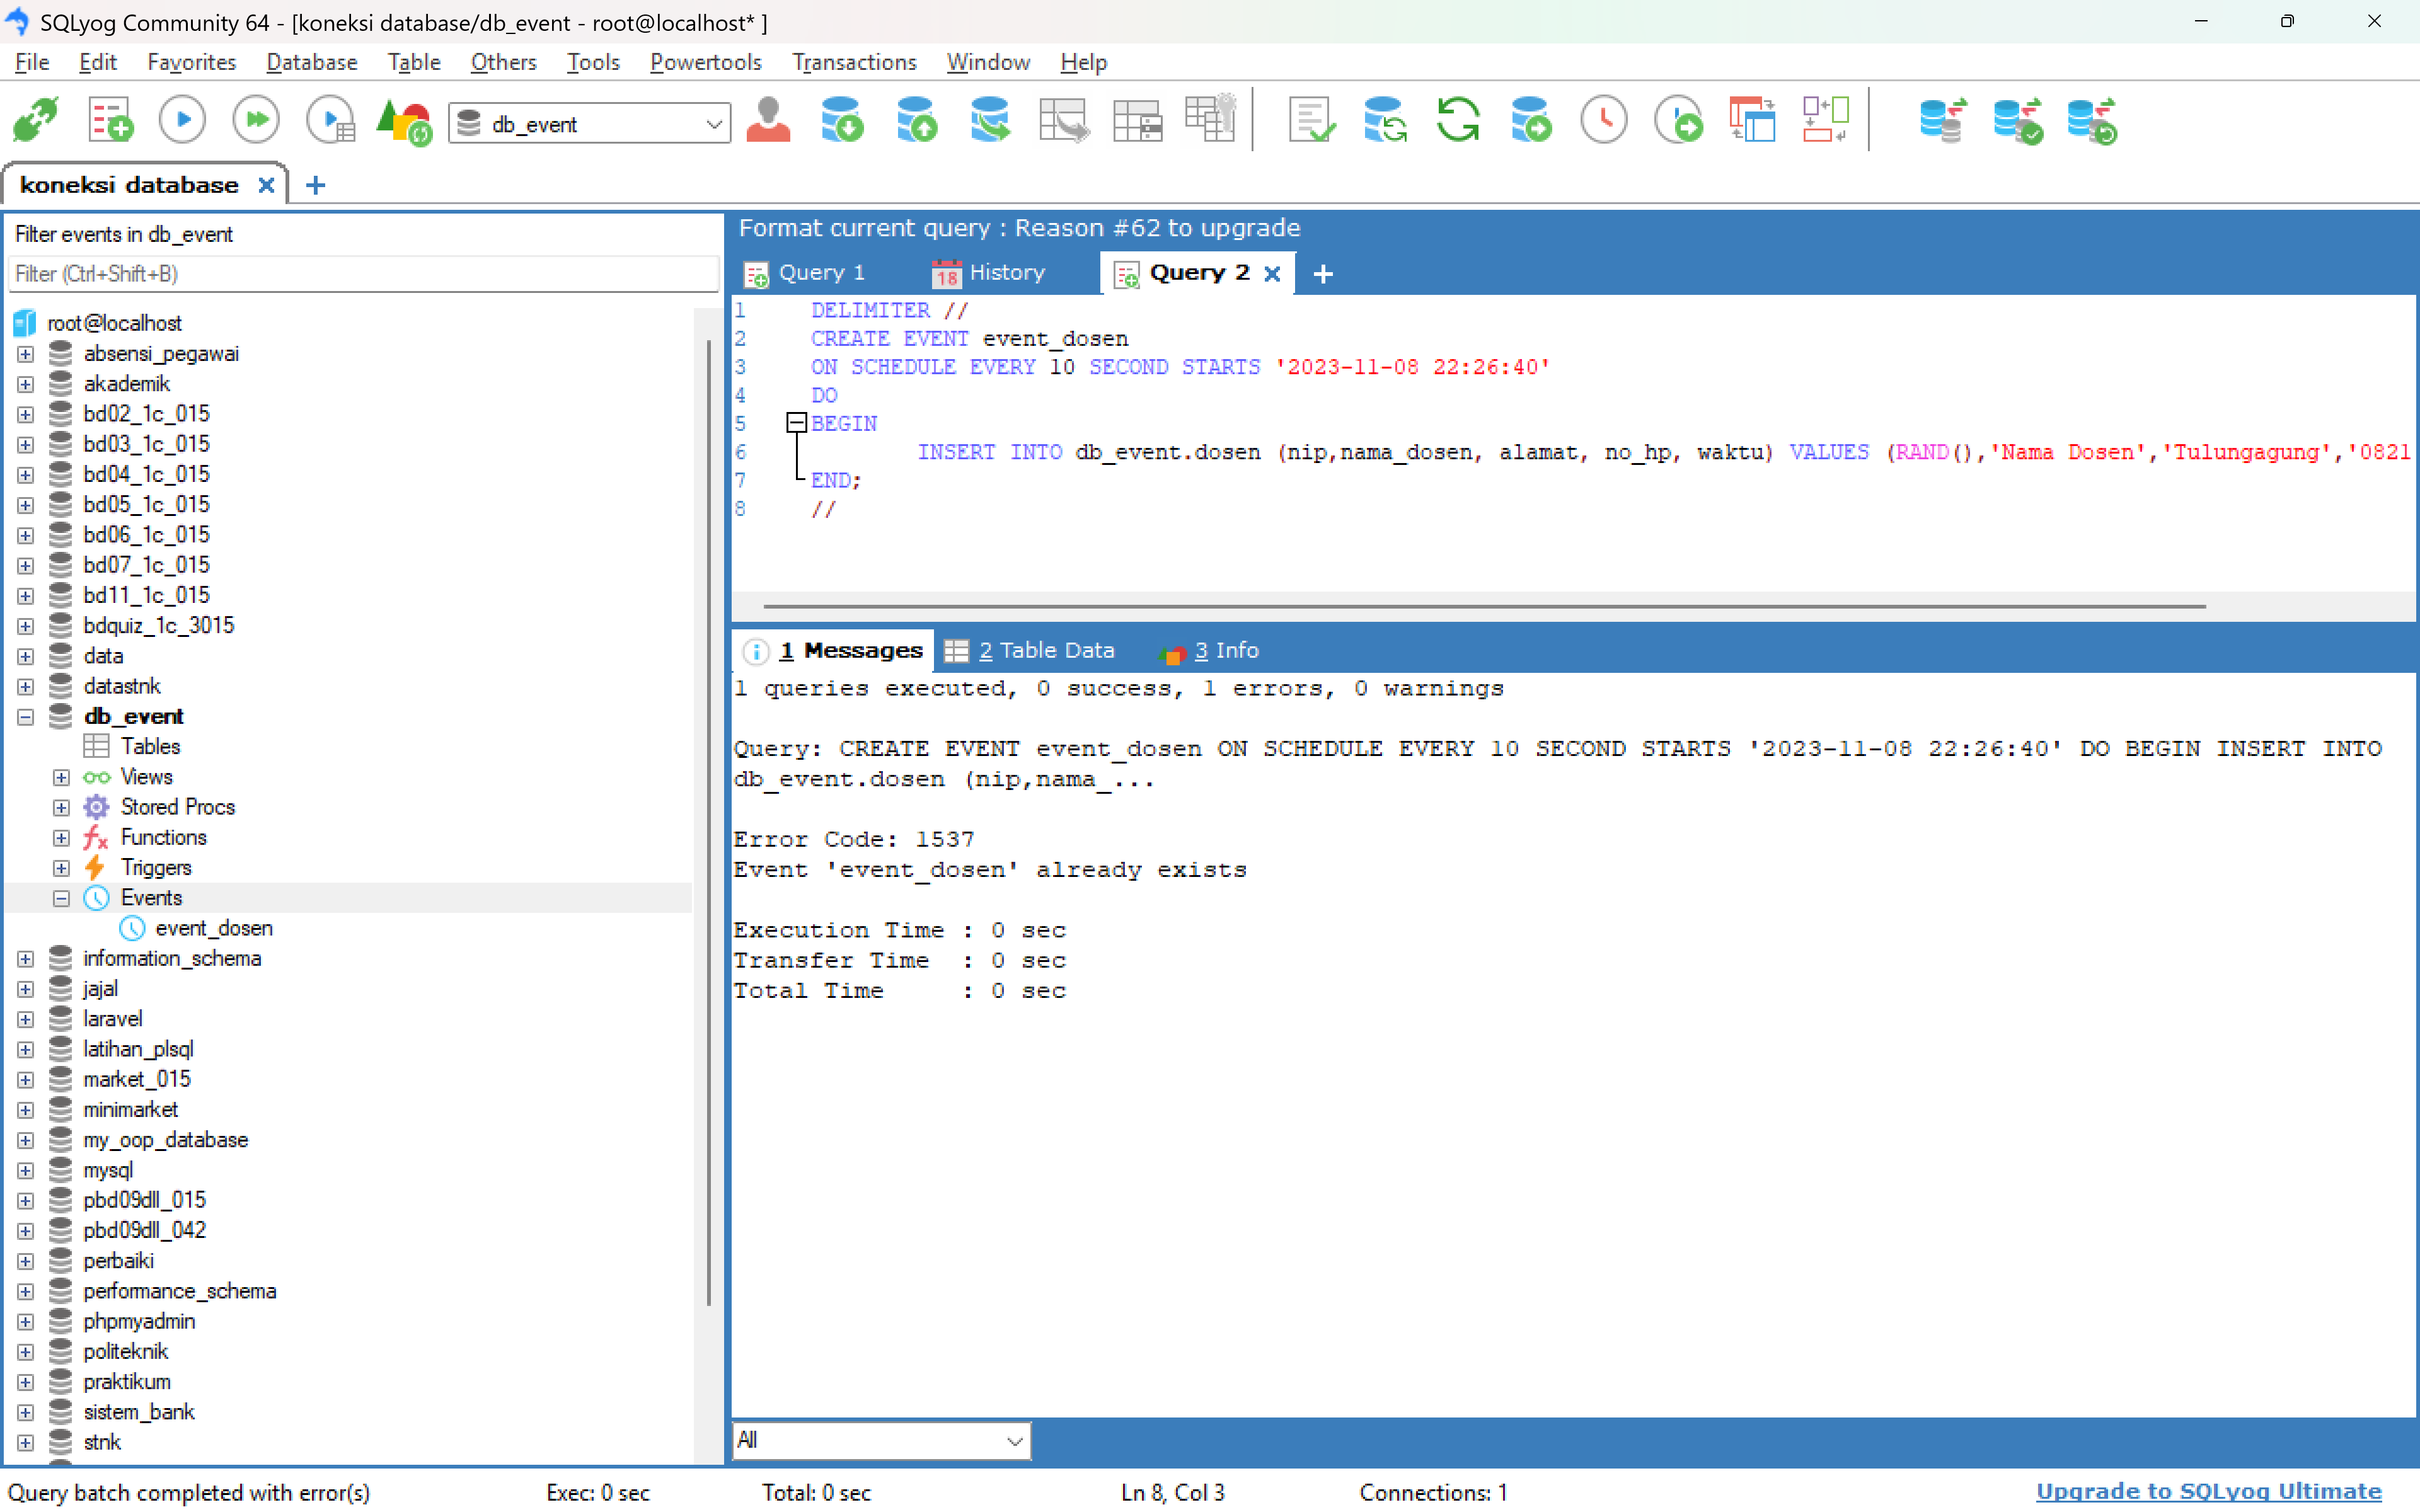 SQLyog Community 64 - [koneksi database/db_event - root@localhost* ]
File Edit Favorites Database Table Others Tools Powertools Transactions Window Help
db_event
koneksi database
Filter events in db_event
Filter (Ctrl+Shift+B)
root@localhost
absensi_pegawai
akademik
bd02_1c_015
bd03_1c_015
bd04_1c_015
bd05_1c_015
bd06_1c_015
bd07_1c_015
bd11_1c_015
bdquiz_1c_3015
data
datastnk
db_event
Tables
Views
Stored Procs
Functions
Triggers
Events
event_dosen
information_schema
jajal
laravel
latihan_plsql
market_015
minimarket
my_oop_database
mysql
pbd09dll_015
pbd09dll_042
perbaiki
performance_schema
phpmyadmin
politeknik
praktikum
sistem_bank
stnk
Format current query : Reason #62 to upgrade
Query 1 18 History Query 2
1 DELIMITER //
2 CREATE EVENT event_dosen
3 ON SCHEDULE EVERY 10 SECOND STARTS '2023-11-08 22:26:40'
4 DO
5 BEGIN
6 INSERT INTO db_event.dosen (nip,nama_dosen, alamat, no_hp, waktu) VALUES (RAND(),'Nama Dosen','Tulungagung','0821
7 END;
8 //
1 Messages 2 Table Data 3 Info
1 queries executed, 0 success, 1 errors, 0 warnings
Query: CREATE EVENT event_dosen ON SCHEDULE EVERY 10 SECOND STARTS '2023-11-08 22:26:40' DO BEGIN INSERT INTO
db_event.dosen (nip,nama_...
Error Code: 1537
Event 'event_dosen' already exists
Execution Time : 0 sec
Transfer Time : 0 sec
Total Time : 0 sec
All
Query batch completed with error(s) Exec: 0 sec Total: 0 sec Ln 8, Col 3 Connections: 1 Upgrade to SQLyog Ultimate